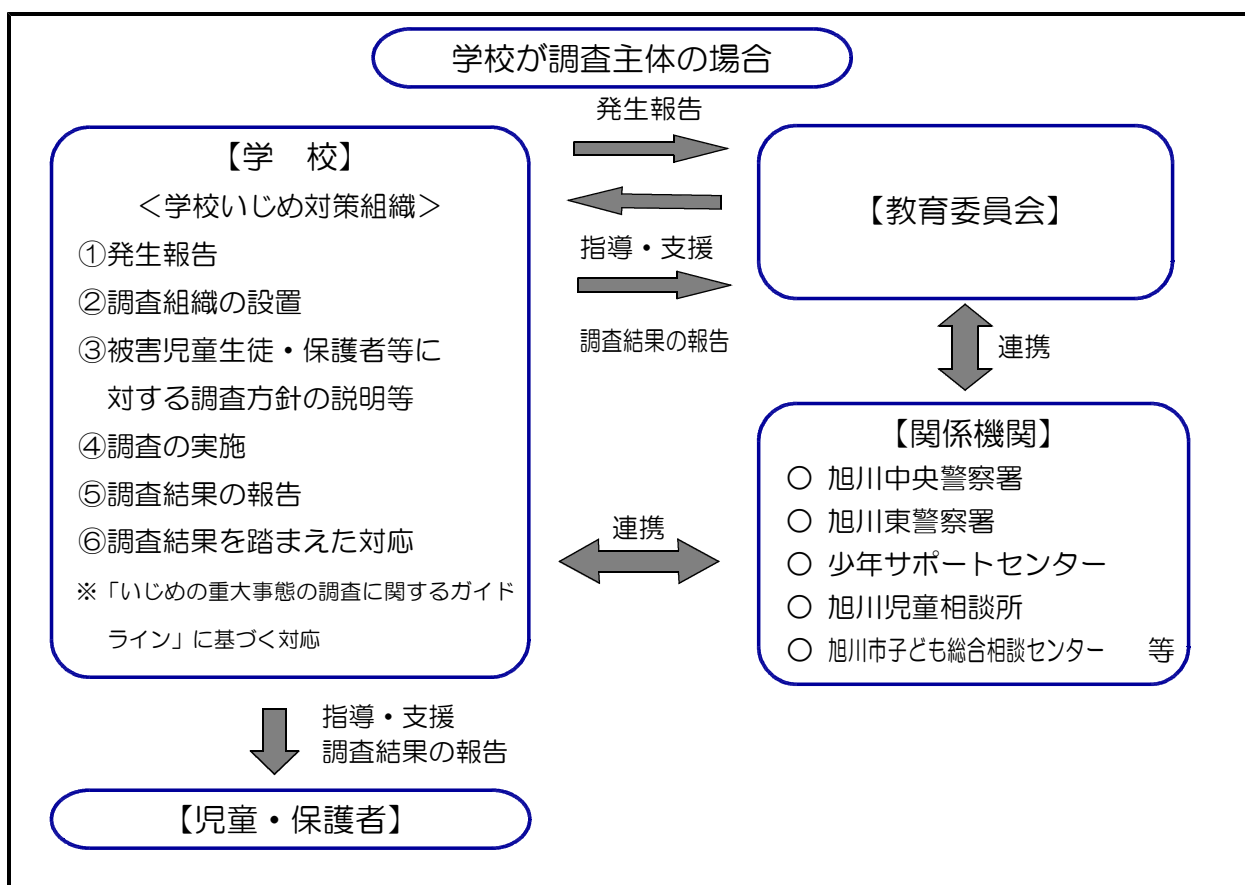 学校が調査主体の場合
発生報告
【学　校】
＜学校いじめ対策組織＞
①発生報告
②調査組織の設置
③被害児童生徒・保護者等に
対する調査方針の説明等
④調査の実施
⑤調査結果の報告
⑥調査結果を踏まえた対応
※「いじめの重大事態の調査に関するガイド
ライン」に基づく対応
指導・支援
調査結果の報告
【教育委員会】
連携
連携
【関係機関】
○ 旭川中央警察署
○ 旭川東警察署
○ 少年サポートセンター
○ 旭川児童相談所
○ 旭川市子ども総合相談センター　等
指導・支援
調査結果の報告
【児童・保護者】